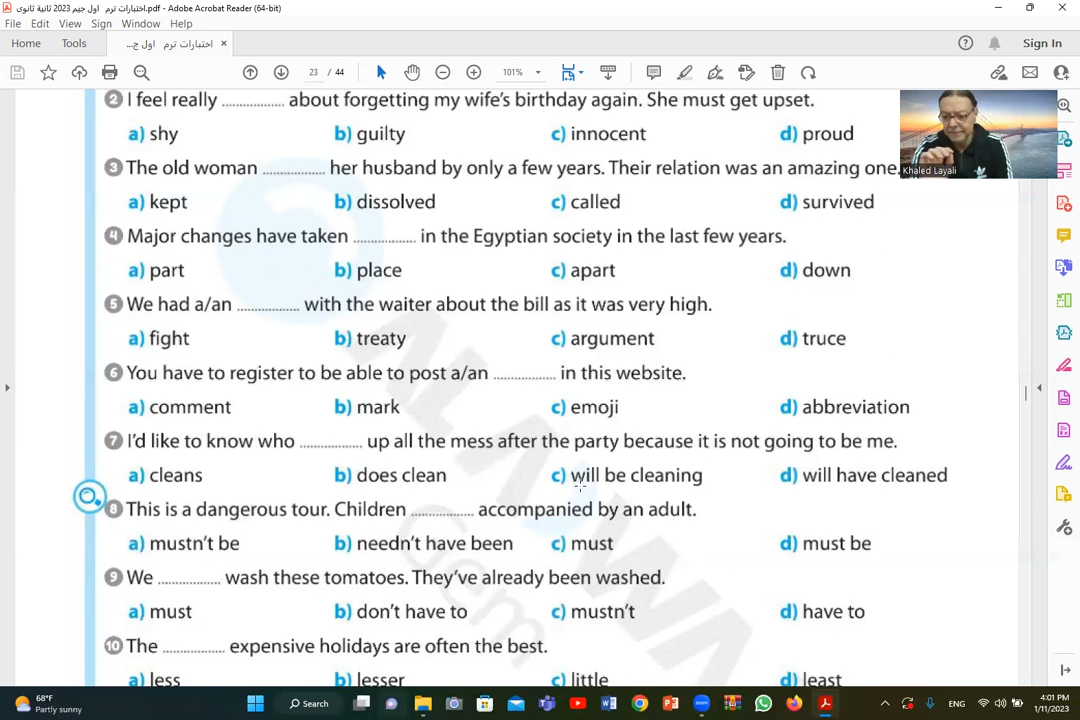 اختبارات ترم اول جيم 2023 ثانية ثانوى.pdf - Adobe Acrobat Reader (64-bit)
File Edit View Sign Window Help
Home Tools اختبارات ترم اول ج... × Sign In
23 / 44 101%
2 I feel really ................ about forgetting my wife's birthday again. She must get upset.
a) shy b) guilty c) innocent d) proud
3 The old woman ................ her husband by only a few years. Their relation was an amazing one.
a) kept b) dissolved c) called d) survived
4 Major changes have taken ................ in the Egyptian society in the last few years.
a) part b) place c) apart d) down
5 We had a/an ................ with the waiter about the bill as it was very high.
a) fight b) treaty c) argument d) truce
6 You have to register to be able to post a/an ................ in this website.
a) comment b) mark c) emoji d) abbreviation
7 I'd like to know who ................ up all the mess after the party because it is not going to be me.
a) cleans b) does clean c) will be cleaning d) will have cleaned
8 This is a dangerous tour. Children ................ accompanied by an adult.
a) mustn't be b) needn't have been c) must d) must be
9 We ................ wash these tomatoes. They've already been washed.
a) must b) don't have to c) mustn't d) have to
10 The ................ expensive holidays are often the best.
a) less b) lesser c) little d) least
Khaled Layali
ALAWWA
Gem
68°F
Partly sunny
Search
ENG
4:01 PM
1/11/2023